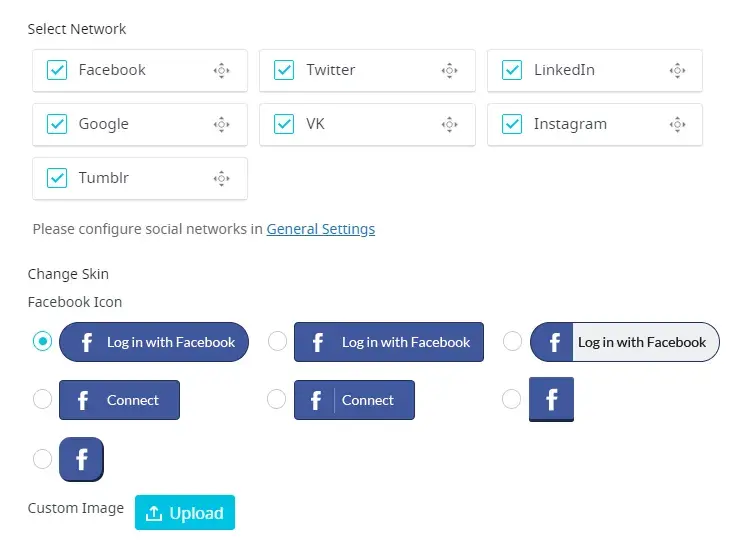 Select Network
Facebook Twitter LinkedIn
Google VK Instagram
Tumblr
Please configure social networks in General Settings
Change Skin
Facebook Icon
f Log in with Facebook f Log in with Facebook f Log in with Facebook
f Connect f Connect f
f
Custom Image Upload